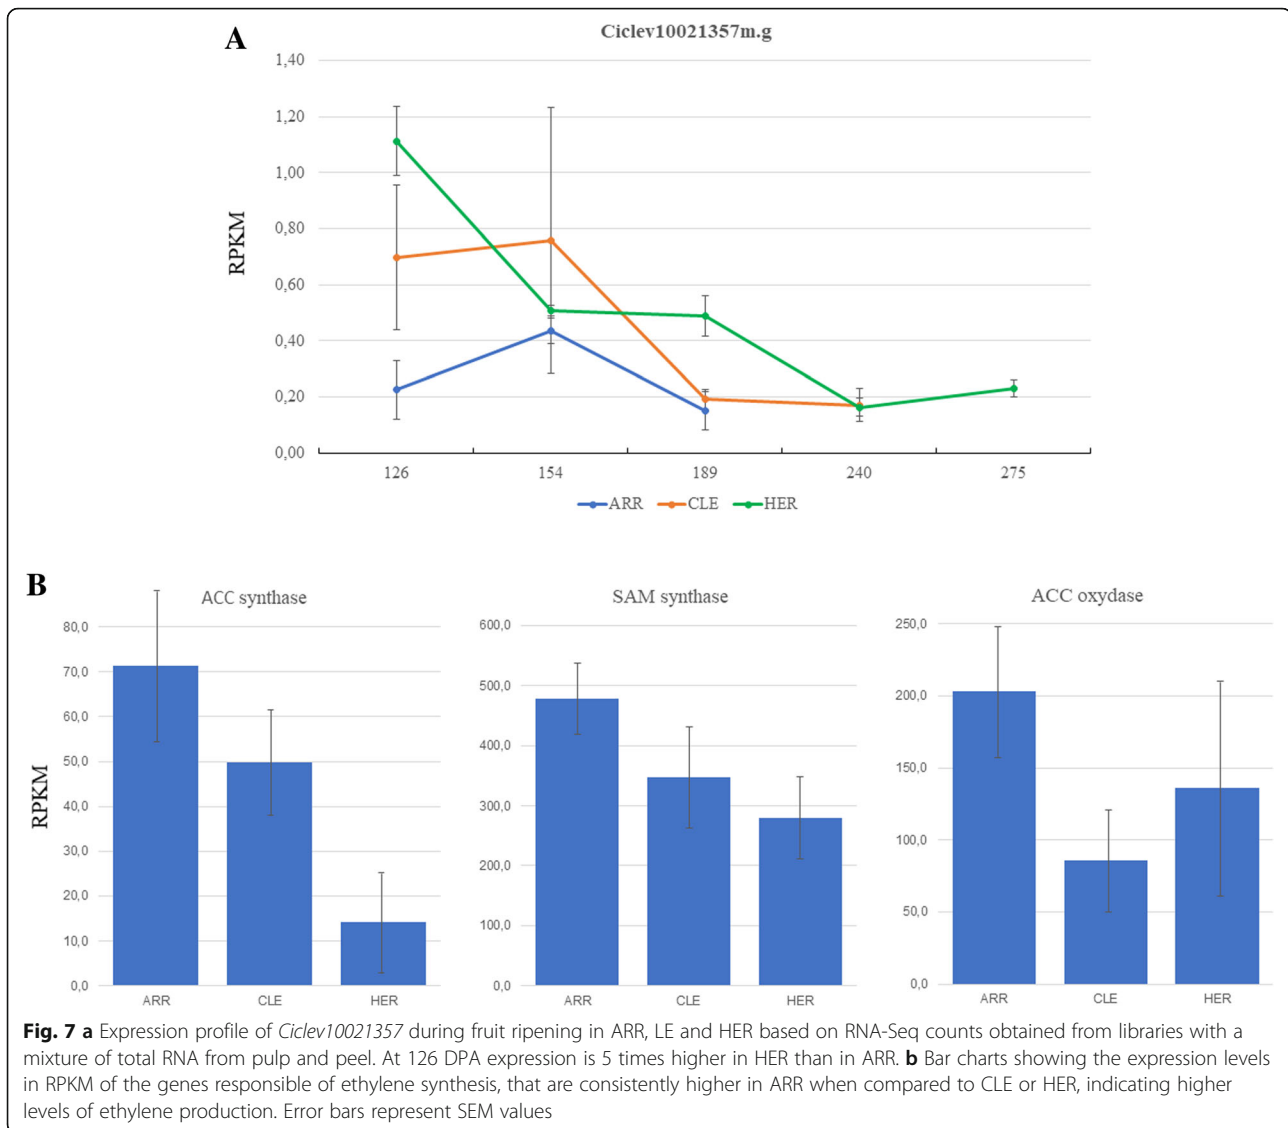 A
Ciclev10021357m.g
1,40
1,20
1,00
0,80
0,60
0,40
0,20
0,00
RPKM
126 154 189 240 275
ARR CLE HER
B
ACC synthase
80,0
70,0
60,0
50,0
40,0
30,0
20,0
10,0
0,0
RPKM
ARR CLE HER
SAM synthase
600,0
500,0
400,0
300,0
200,0
100,0
0,0
ARR CLE HER
ACC oxydase
250,0
200,0
150,0
100,0
50,0
0,0
ARR CLE HER
Fig. 7 a Expression profile of Ciclev10021357 during fruit ripening in ARR, LE and HER based on RNA-Seq counts obtained from libraries with a
mixture of total RNA from pulp and peel. At 126 DPA expression is 5 times higher in HER than in ARR. b Bar charts showing the expression levels
in RPKM of the genes responsible of ethylene synthesis, that are consistently higher in ARR when compared to CLE or HER, indicating higher
levels of ethylene production. Error bars represent SEM values